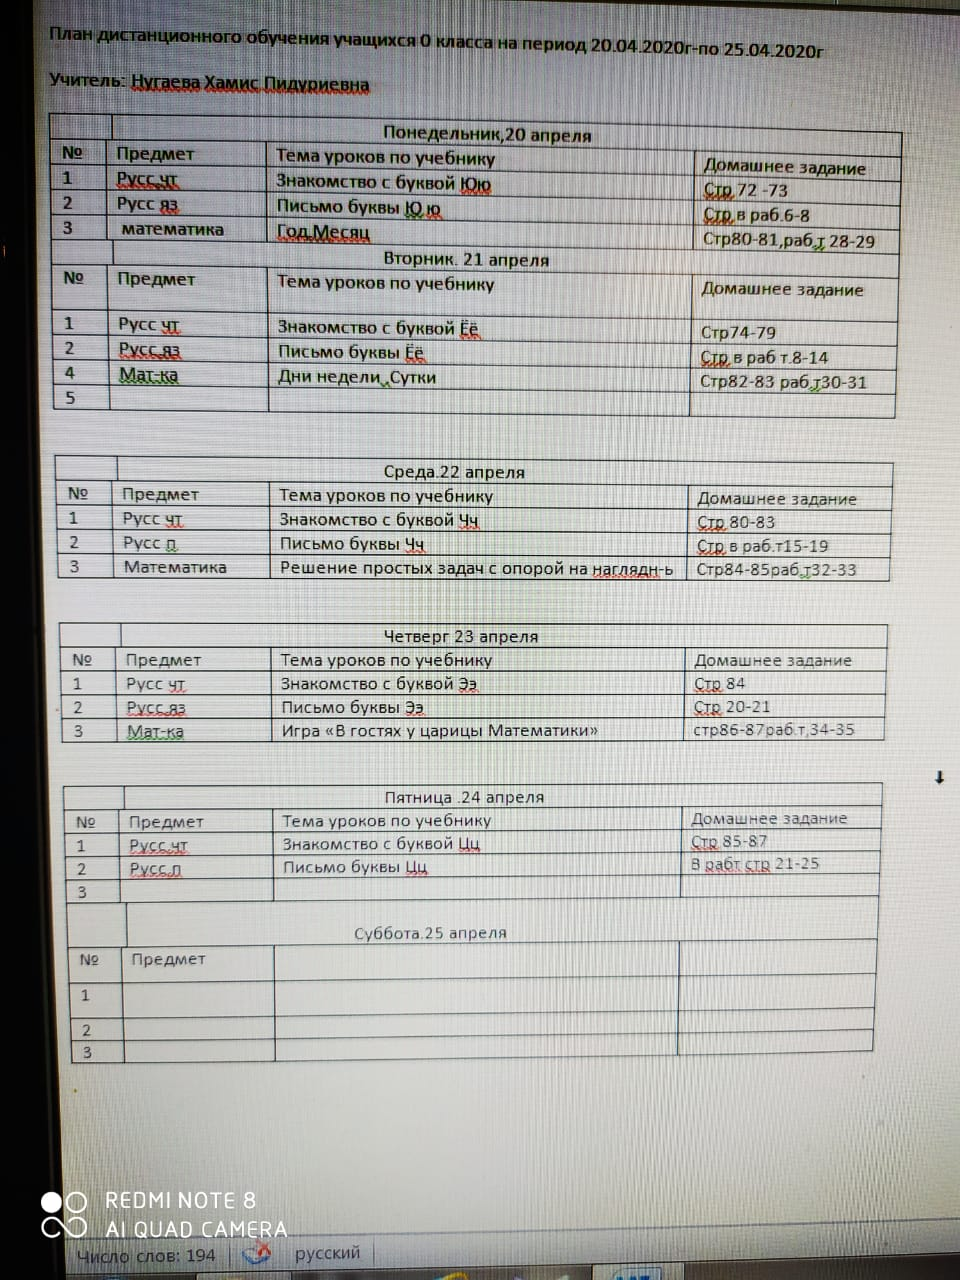 План дистанционого обучения учащихся 0 класса на период 20.04.2020г-по 25.04.2020г
Учитель: Нугаева Хамис Пидуриевна
Понедельник,20 апреля
№ Предмет Тема уроков по учебнику Домашнее задание
1 Русс.чт Знакомство с буквой Юю Стр.72 -73
2 Русс яз Письмо буквы Ю ю Стр.в раб.6-8
3 математика Год.Месяц Стр80-81,раб.т 28-29
Вторник. 21 апреля
№ Предмет Тема уроков по учебнику Домашнее задание
1 Русс чт Знакомство с буквой Ёё Стр74-79
2 Русс.яз Письмо буквы Ёё Стр. в раб т.8-14
4 Мат-ка Дни недели,.Сутки Стр82-83 раб.т30-31
5
Среда.22 апреля
№ Предмет Тема уроков по учебнику Домашнее задание
1 Русс чт Знакомство с буквой Чч Стр.80-83
2 Русс п Письмо буквы Чч Стр. в раб.т15-19
3 Математика Решение простых задач с опорой на наглядн-ь Стр84-85раб.т32-33
Четверг 23 апреля
№ Предмет Тема уроков по учебнику Домашнее задание
1 Русс чт Знакомство с буквой Ээ Стр.84
2 Русс.яз Письмо буквы Ээ Стр 20-21
3 Мат-ка Игра «В гостях у царицы Математики» стр86-87раб.т,34-35
Пятница .24 апреля
№ Предмет Тема уроков по учебнику Домашнее задание
1 Русс.чт Знакомство с буквой Цц Стр 85-87
2 Русс.п Письмо буквы Цц В рабт стр 21-25
3
Суббота.25 апреля
№ Предмет
1
2
3
REDMI NOTE 8
AI QUAD CAMERA
Число слов: 194 русский